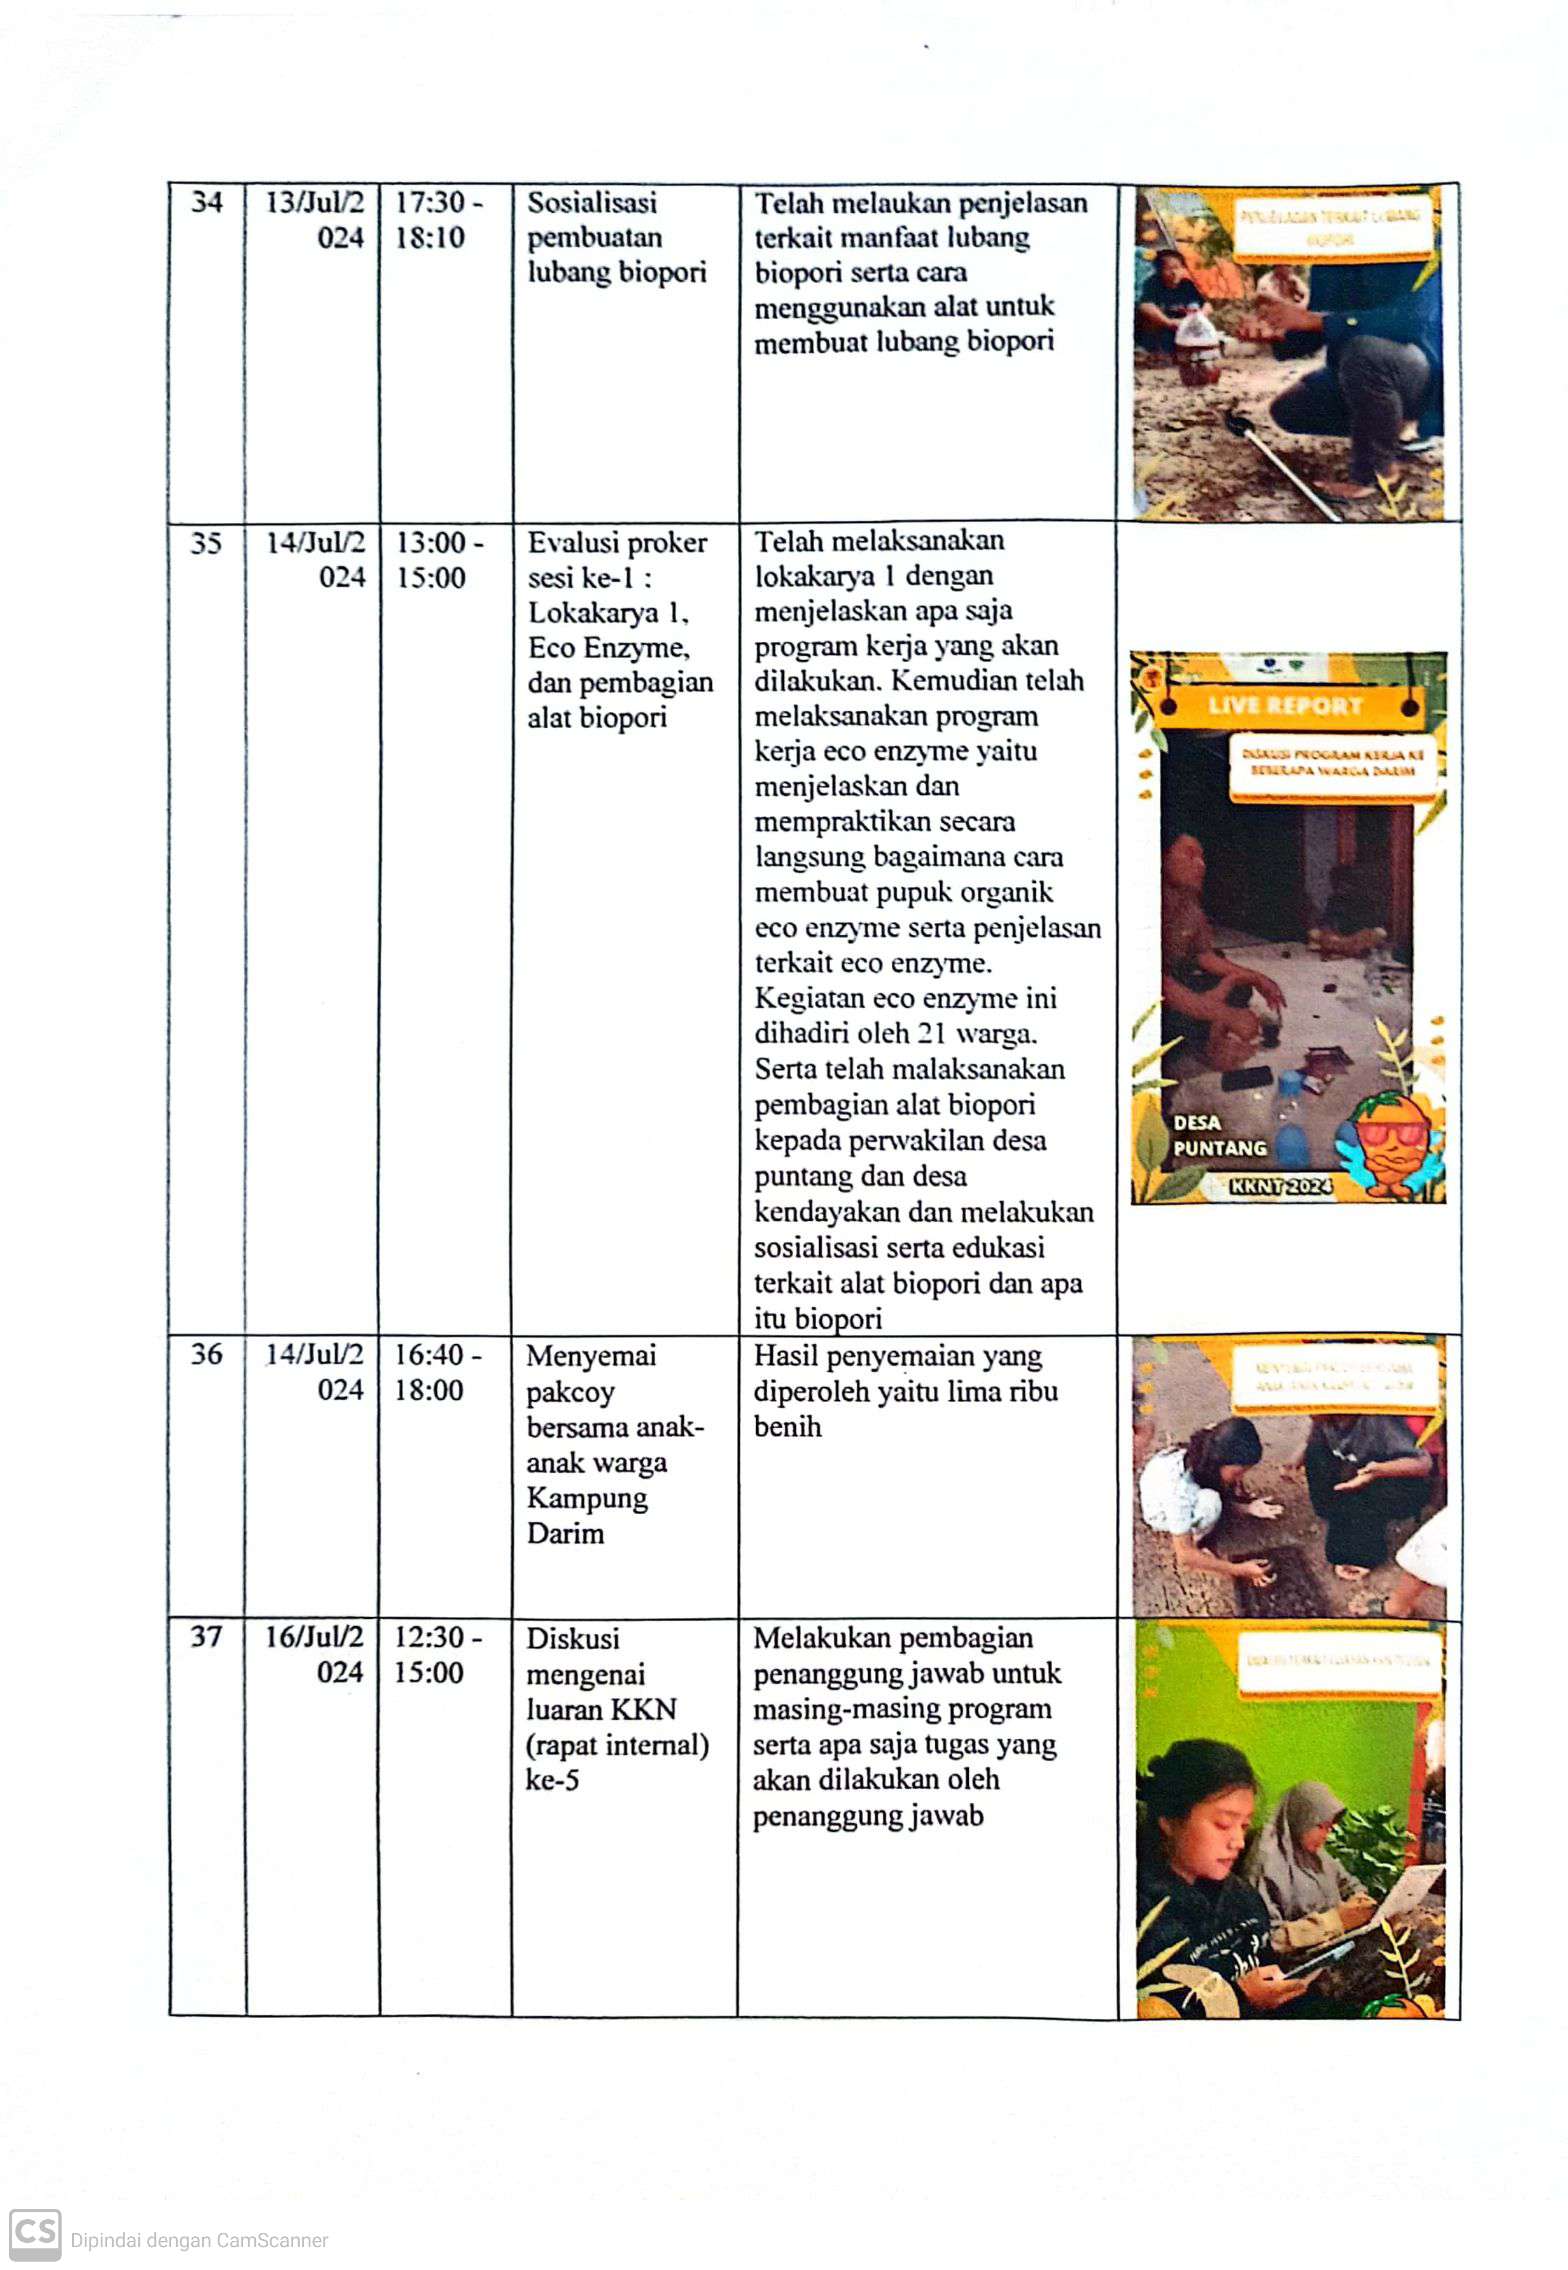 34
13/Jul/2
024
17:30 -
18:10
Sosialisasi
pembuatan
lubang biopori
Telah melaukan penjelasan
terkait manfaat lubang
biopori serta cara
menggunakan alat untuk
membuat lubang biopori
PENJELASAN TERKAIT LUBANG
BIOPORI
35
14/Jul/2
024
13:00 -
15:00
Evalusi proker
sesi ke-1 :
Lokakarya 1,
Eco Enzyme,
dan pembagian
alat biopori
Telah melaksanakan
lokakarya 1 dengan
menjelaskan apa saja
program kerja yang akan
dilakukan. Kemudian telah
melaksanakan program
kerja eco enzyme yaitu
menjelaskan dan
mempraktikan secara
langsung bagaimana cara
membuat pupuk organik
eco enzyme serta penjelasan
terkait eco enzyme.
Kegiatan eco enzyme ini
dihadiri oleh 21 warga.
Serta telah malaksanakan
pembagian alat biopori
kepada perwakilan desa
puntang dan desa
kendayakan dan melakukan
sosialisasi serta edukasi
terkait alat biopori dan apa
itu biopori
LIVE REPORT
DISKUSI PROGRAM KERJA KE
BEBERAPA WARGA DARIM
DESA
PUNTANG
KKNT 2024
36
14/Jul/2
024
16:40 -
18:00
Menyemai
pakcoy
bersama anak-
anak warga
Kampung
Darim
Hasil penyemaian yang
diperoleh yaitu lima ribu
benih
37
16/Jul/2
024
12:30 -
15:00
Diskusi
mengenai
luaran KKN
(rapat internal)
ke-5
Melakukan pembagian
penanggung jawab untuk
masing-masing program
serta apa saja tugas yang
akan dilakukan oleh
penanggung jawab
CS Dipindai dengan CamScanner